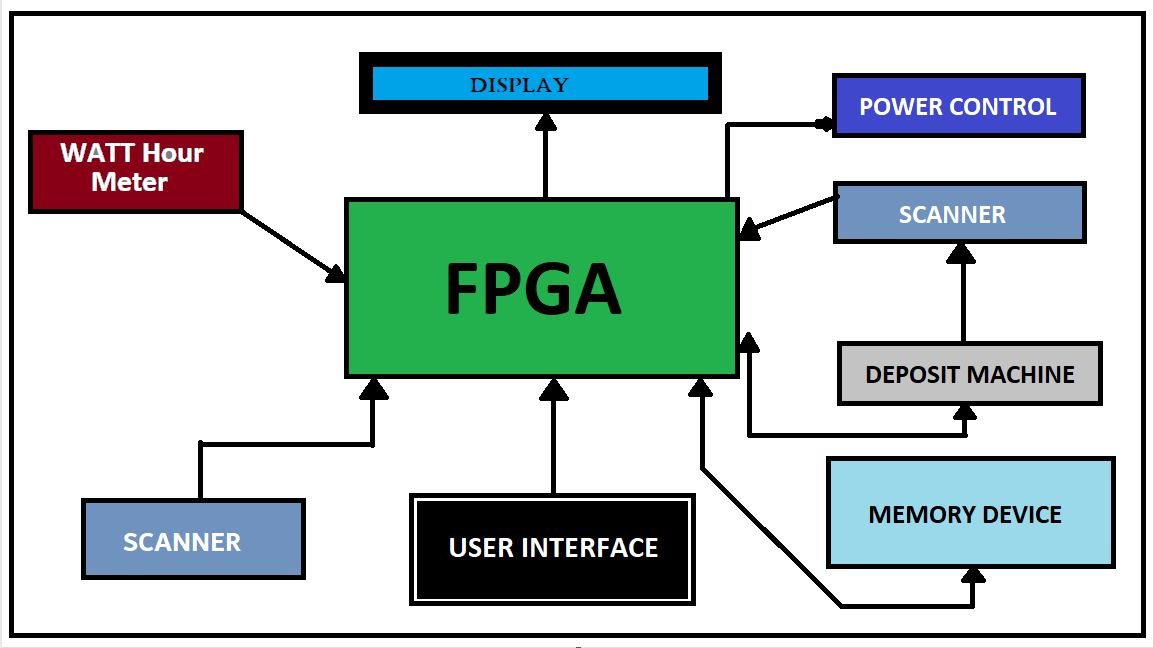 DISPLAY
POWER CONTROL
WATT Hour
Meter
SCANNER
FPGA
DEPOSIT MACHINE
SCANNER
USER INTERFACE
MEMORY DEVICE